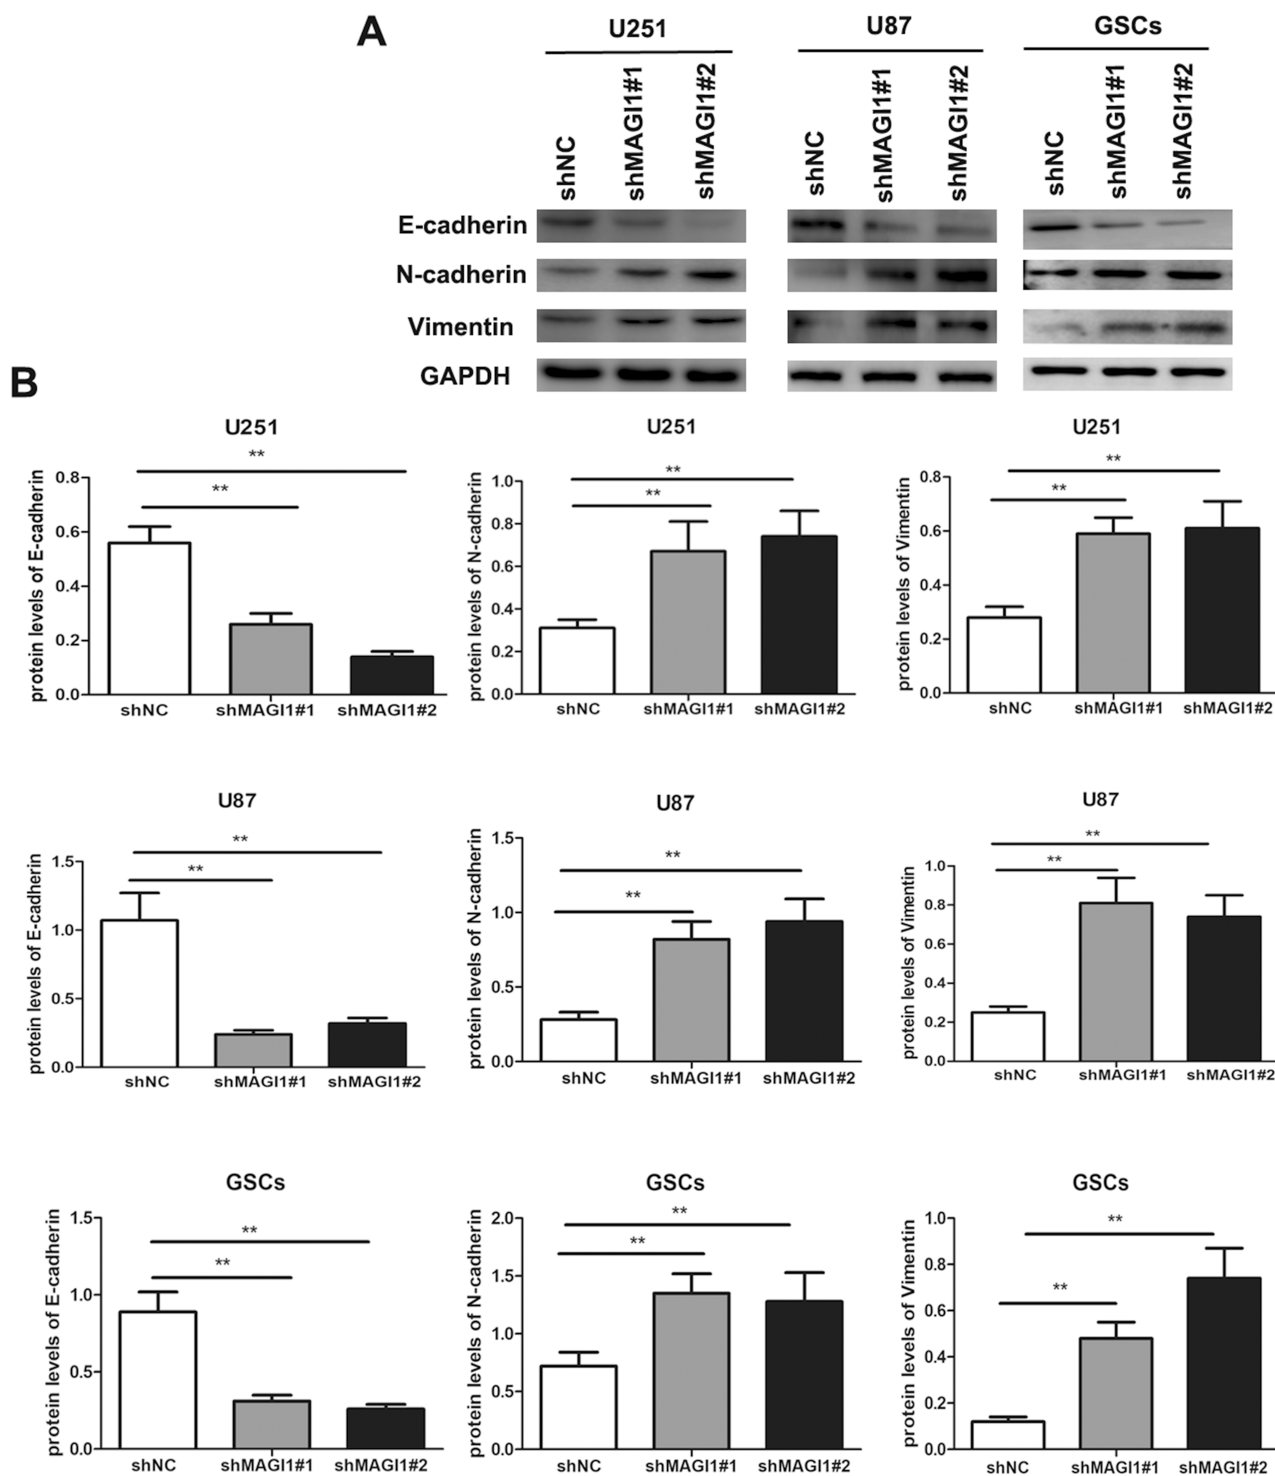 A
U251 U87 GSCs
shNC shMAGI1#1 shMAGI1#2 shNC shMAGI1#1 shMAGI1#2 shNC shMAGI1#1 shMAGI1#2
E-cadherin
N-cadherin
Vimentin
GAPDH
B
U251
protein levels of E-cadherin
0.8
0.6
0.4
0.2
0.0
**
**
shNC shMAGI1#1 shMAGI1#2
U251
protein levels of N-cadherin
1.0
0.8
0.6
0.4
0.2
0.0
**
**
shNC shMAGI1#1 shMAGI1#2
U251
protein levels of Vimentin
0.8
0.6
0.4
0.2
0.0
**
**
shNC shMAGI1#1 shMAGI1#2
U87
protein levels of E-cadherin
1.5
1.0
0.5
0.0
**
**
shNC shMAGI1#1 shMAGI1#2
U87
protein levels of N-cadherin
1.5
1.0
0.5
0.0
**
**
shNC shMAGI1#1 shMAGI1#2
U87
protein levels of Vimentin
1.0
0.8
0.6
0.4
0.2
0.0
**
**
shNC shMAGI1#1 shMAGI1#2
GSCs
protein levels of E-cadherin
1.5
1.0
0.5
0.0
**
**
shNC shMAGI1#1 shMAGI1#2
GSCs
protein levels of N-cadherin
2.0
1.5
1.0
0.5
0.0
**
**
shNC shMAGI1#1 shMAGI1#2
GSCs
protein levels of Vimentin
1.0
0.8
0.6
0.4
0.2
0.0
**
**
shNC shMAGI1#1 shMAGI1#2